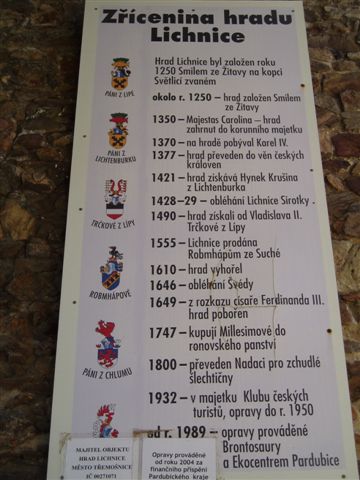 Zřícenina hradu
Lichnice
Hrad Lichnice byl založen roku
1250 Smilem ze Žitavy na kopci
Světlící zvaném
PÁNI Z LIPÉ
okolo r. 1250 – hrad založen Smilem
ze Žitavy
1350 – Majestas Carolina – hrad
zahrnut do korunního majetku
1370 – na hradě pobýval Karel IV.
1377 – hrad převeden do věn českých
královen
PÁNI Z
LICHTENBURKU
1421 – hrad získává Hynek Krušina
z Lichtenburka
1428–29 – obléhání Lichnice Sirotky
1490 – hrad získali od Vladislava II.
Trčkové z Lípy
TRČKOVÉ Z LÍPY
1555 – Lichnice prodána
Robmhápům ze Suché
1610 – hrad vyhořel
1646 – obléhání Švédy
ROBMHÁPOVÉ
1649 – z rozkazu císaře Ferdinanda III.
hrad pobořen
1747 – kupují Millesimové do
ronovského panství
1800 – převeden Nadaci pro zchudlé
šlechtičny
PÁNI Z CHLUMU
1932 – v majetku Klubu českých
turistů, opravy do r. 1950
od r. 1989 – opravy prováděné
Brontosaury
a Ekocentrem Pardubice
MAJITEL OBJEKTU
HRAD LICHNICE
MĚSTO TŘEMOŠNICE
IČ 00271071
Opravy prováděné
od roku 2004 za
finančního přispění
Pardubického kraje